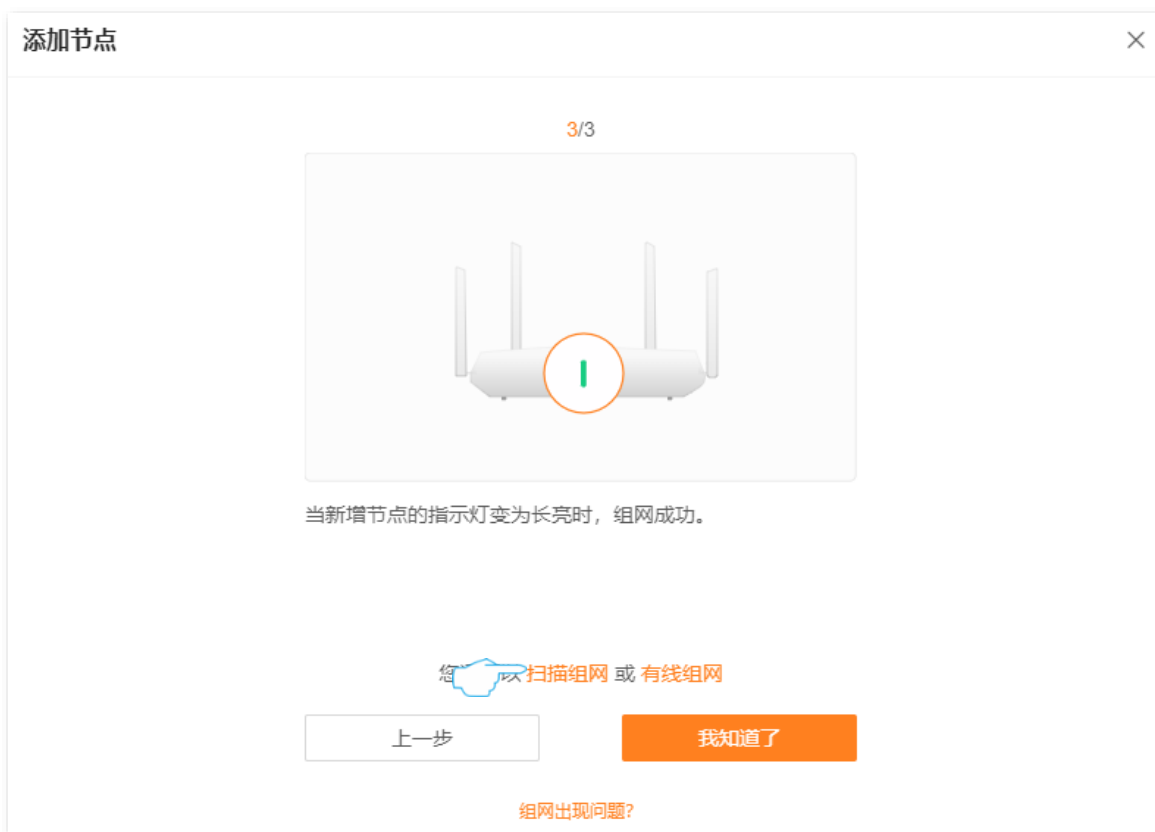 添加节点
3/3
当新增节点的指示灯变为长亮时，组网成功。
您 以 扫描组网 或 有线组网
上一步
我知道了
组网出现问题?